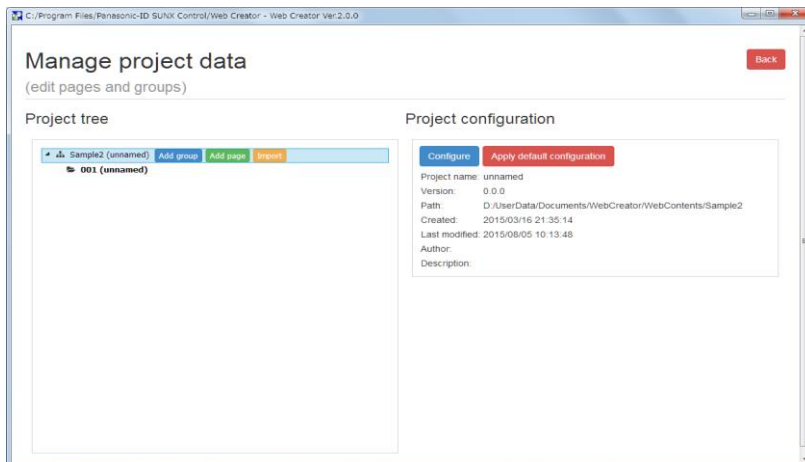 C:/Program Files/Panasonic-ID SUNX Control/Web Creator - Web Creator Ver.2.0.0
Manage project data
Back
(edit pages and groups)
Project tree
Sample2 (unnamed) Add group Add page Import
001 (unnamed)
Project configuration
Configure Apply default configuration
Project name: unnamed
Version: 0.0.0
Path: D:/UserData/Documents/WebCreator/WebContents/Sample2
Created: 2015/03/16 21:35:14
Last modified: 2015/08/05 10:13:48
Author:
Description: